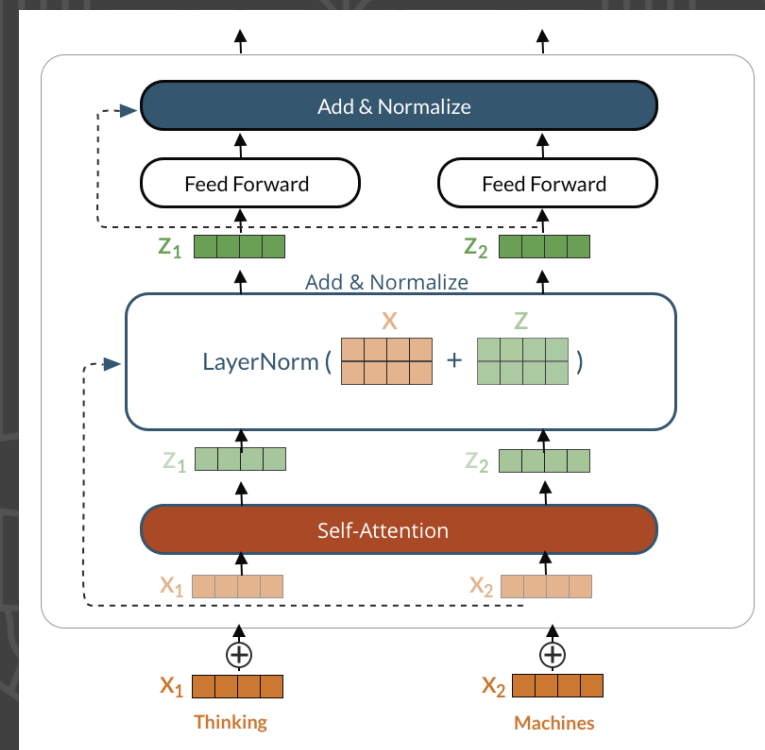 Add & Normalize
Feed Forward Feed Forward
Z1 Z2
Add & Normalize
X Z
LayerNorm ( + )
Z1 Z2
Self-Attention
X1 X2
X1 X2
Thinking Machines